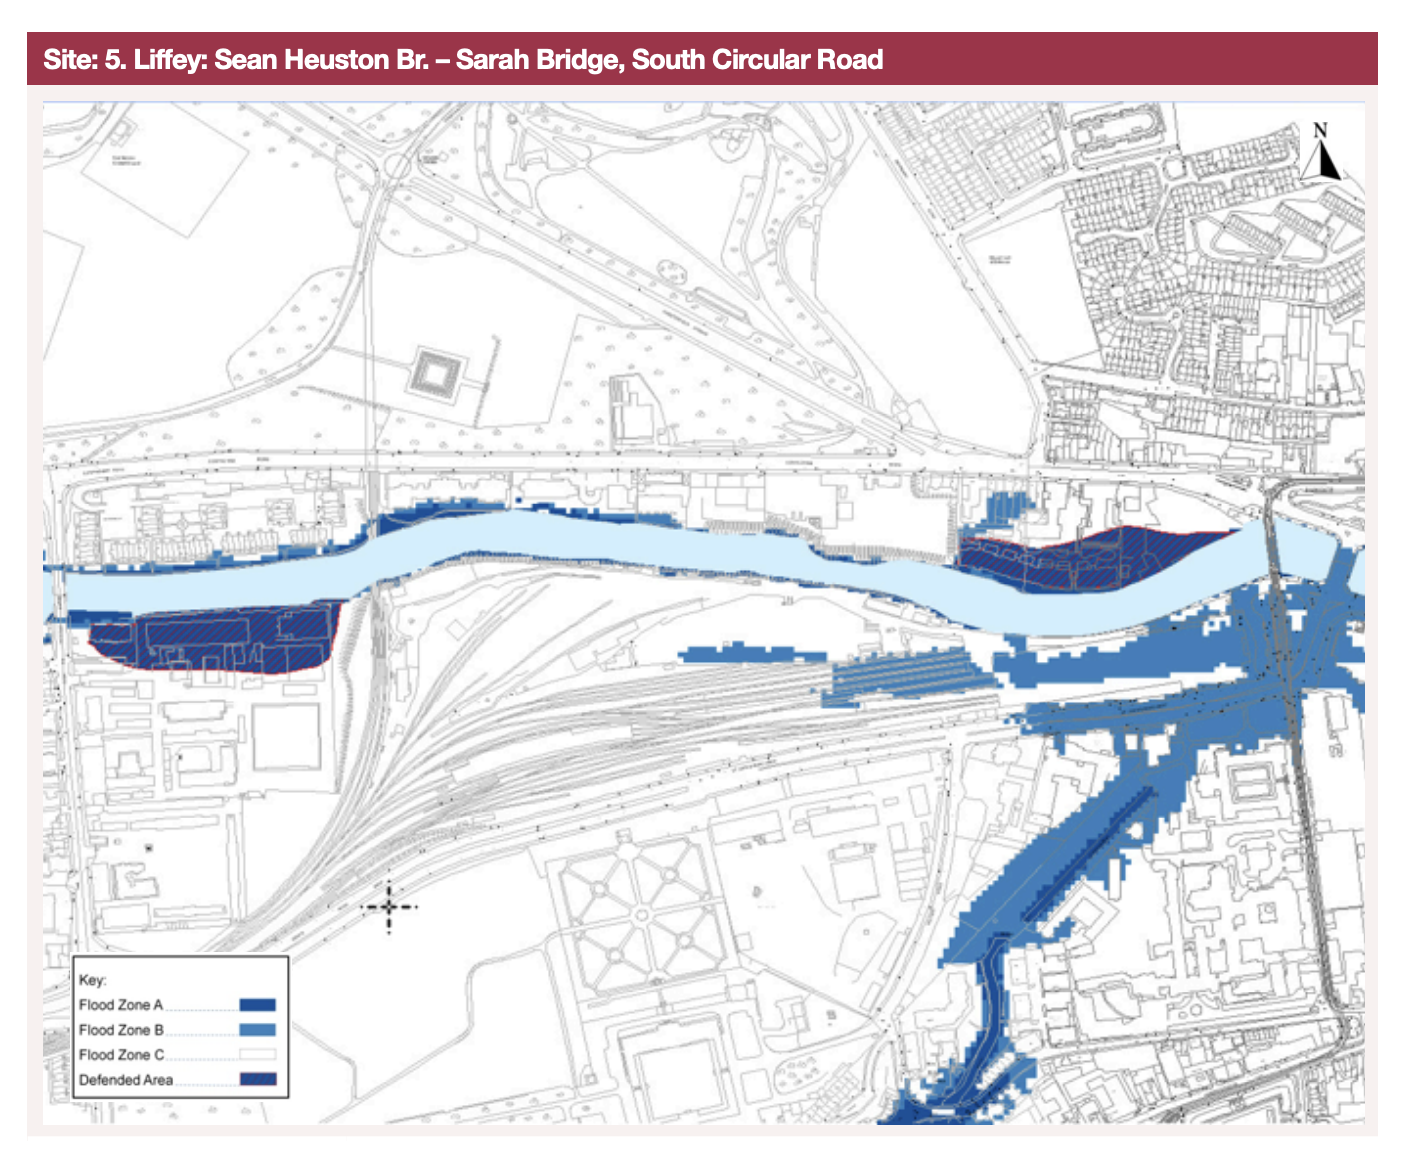 Site: 5. Liffey: Sean Heuston Br. – Sarah Bridge, South Circular Road
N
Key:
Flood Zone A
Flood Zone B
Flood Zone C
Defended Area